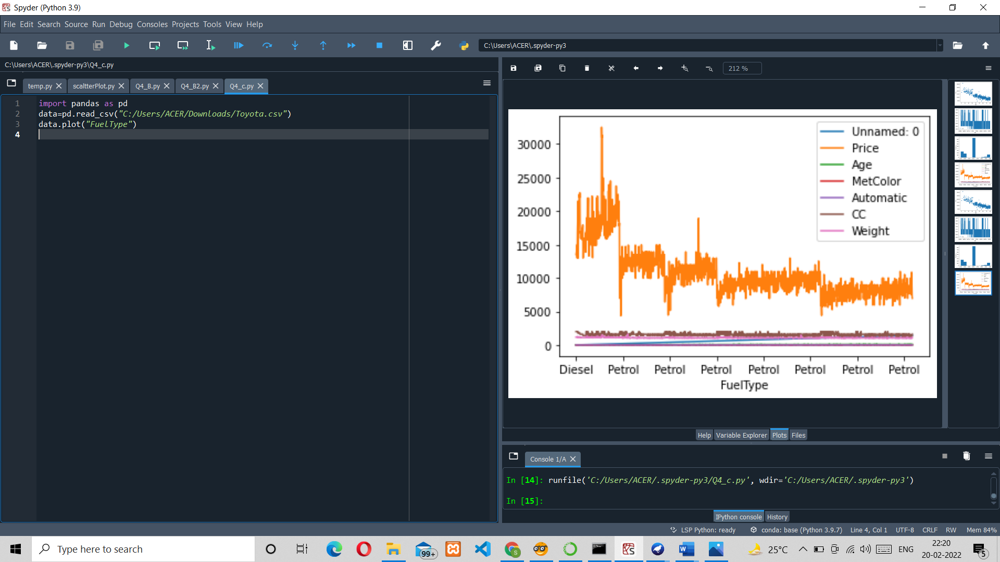 Spyder (Python 3.9)
File Edit Search Source Run Debug Consoles Projects Tools View Help
C:\Users\ACER\.spyder-py3
C:\Users\ACER\.spyder-py3\Q4_c.py
temp.py scaltterPlot.py Q4_B.py Q4_B2.py Q4_c.py
1 import pandas as pd
2 data=pd.read_csv("C:/Users/ACER/Downloads/Toyota.csv")
3 data.plot("FuelType")
4
212 %
Unnamed: 0
Price
Age
MetColor
Automatic
CC
Weight
30000
25000
20000
15000
10000
5000
0
Diesel Petrol Petrol Petrol Petrol Petrol Petrol Petrol
FuelType
Help Variable Explorer Plots Files
Console 1/A
In [14]: runfile('C:/Users/ACER/.spyder-py3/Q4_c.py', wdir='C:/Users/ACER/.spyder-py3')
In [15]:
IPython console History
LSP Python: ready conda: base (Python 3.9.7) Line 4, Col 1 UTF-8 CRLF RW Mem 84%
Type here to search
99+
S
25°C
ENG
22:20
20-02-2022
5